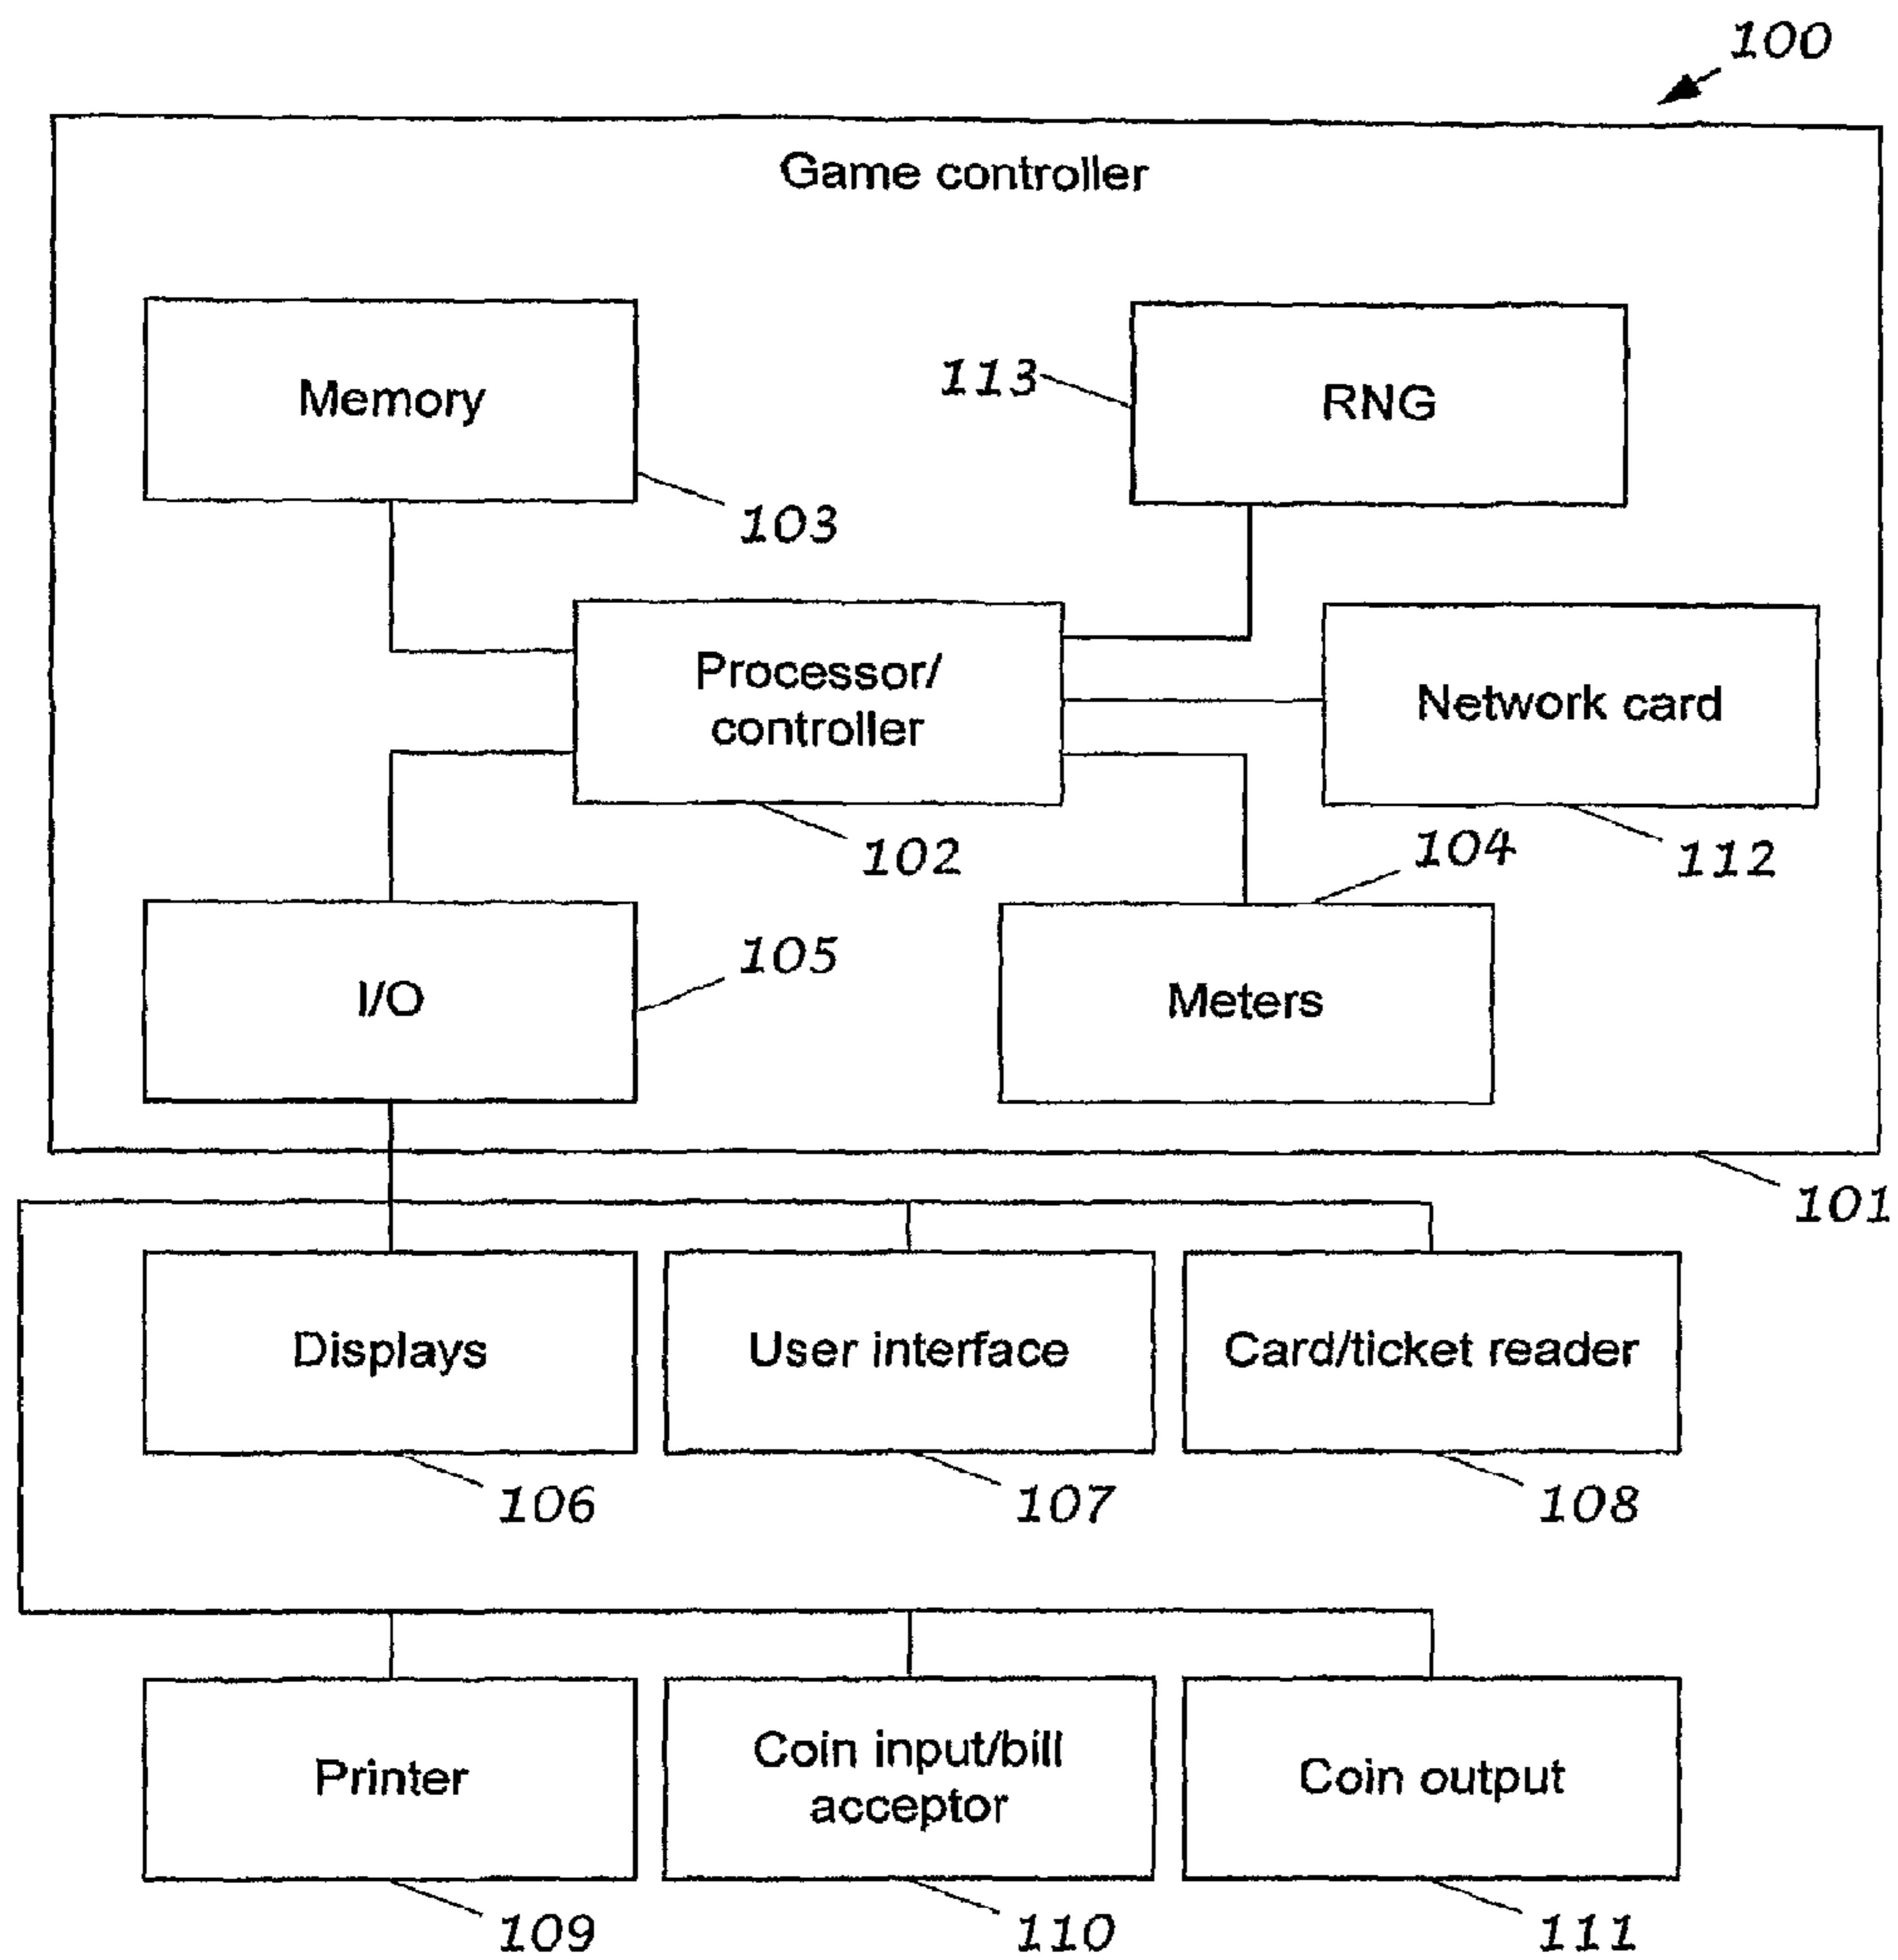 100
Game controller
Memory
113
RNG
103
Processor/
controller
Network card
102
104
112
I/O
105
Meters
101
Displays
User interface
Card/ticket reader
106
107
108
Printer
Coin input/bill
acceptor
Coin output
109
110
111